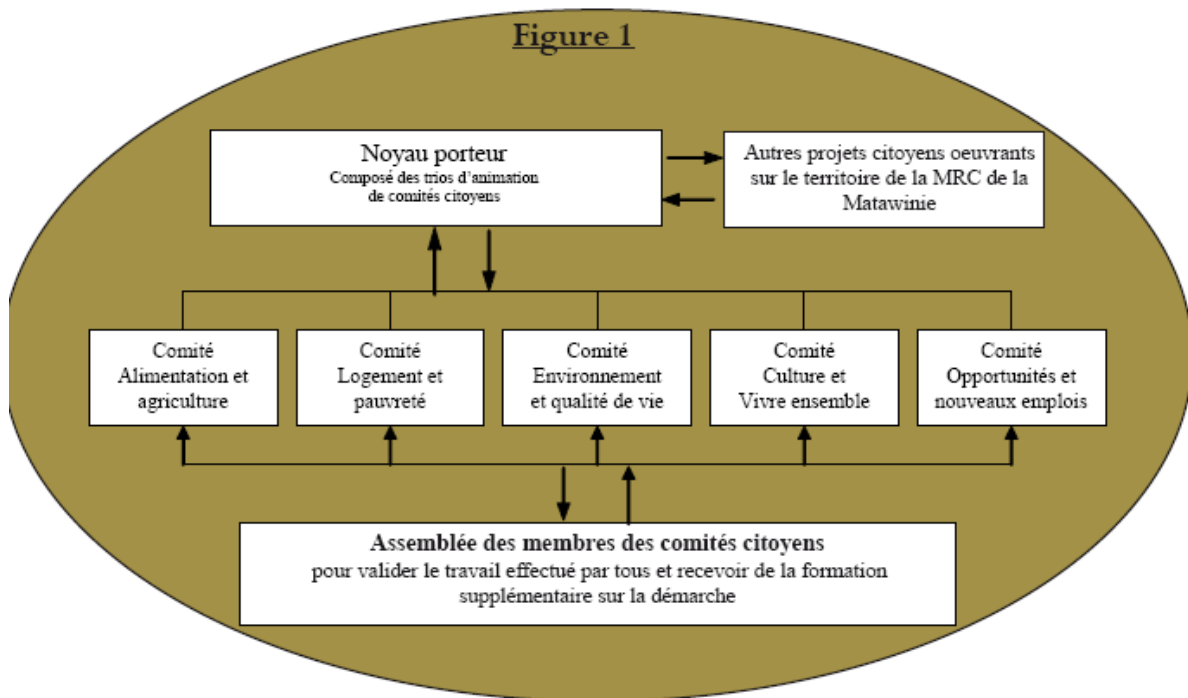 Figure 1
Noyau porteur
Composé des trios d'animation
de comités citoyens
Autres projets citoyens oeuvrants
sur le territoire de la MRC de la
Matawinie
Comité
Alimentation et
agriculture
Comité
Logement et
pauvreté
Comité
Environnement
et qualité de vie
Comité
Culture et
Vivre ensemble
Comité
Opportunités et
nouveaux emplois
Assemblée des membres des comités citoyens
pour valider le travail effectué par tous et recevoir de la formation
supplémentaire sur la démarche